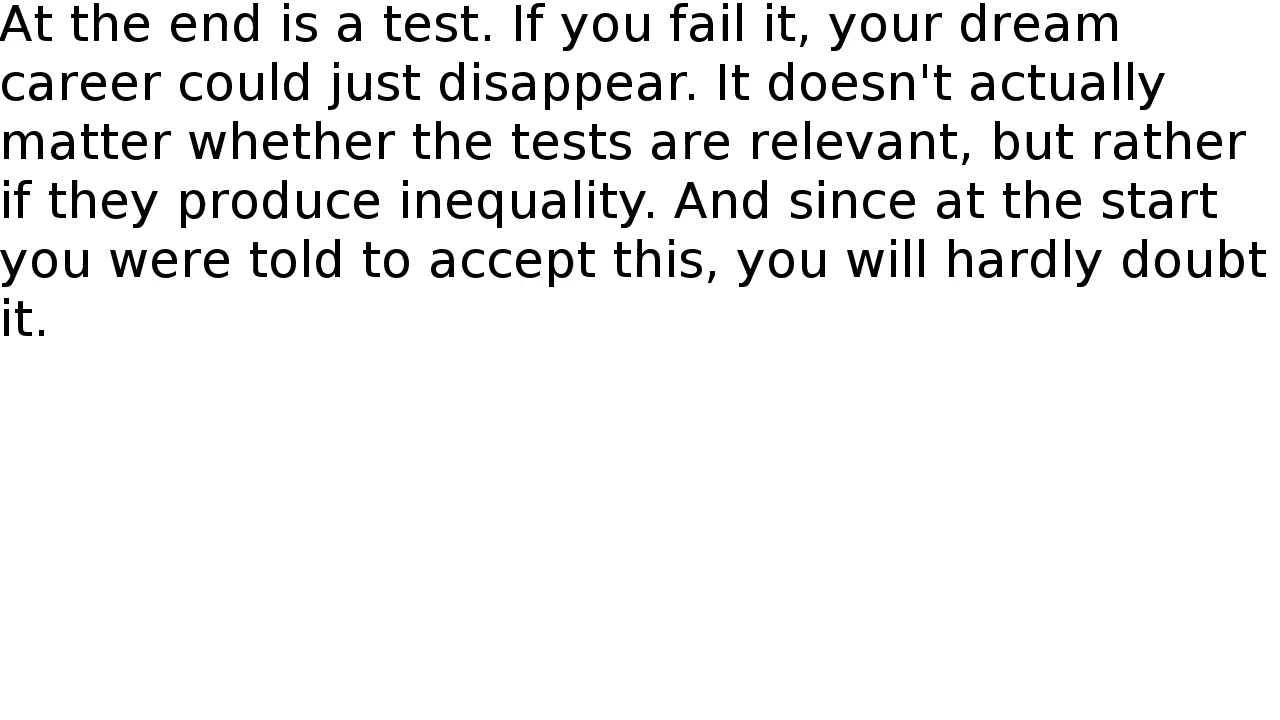 At the end is a test. If you fail it, your dream
career could just disappear. It doesn't actually
matter whether the tests are relevant, but rather
if they produce inequality. And since at the start
you were told to accept this, you will hardly doubt
it.